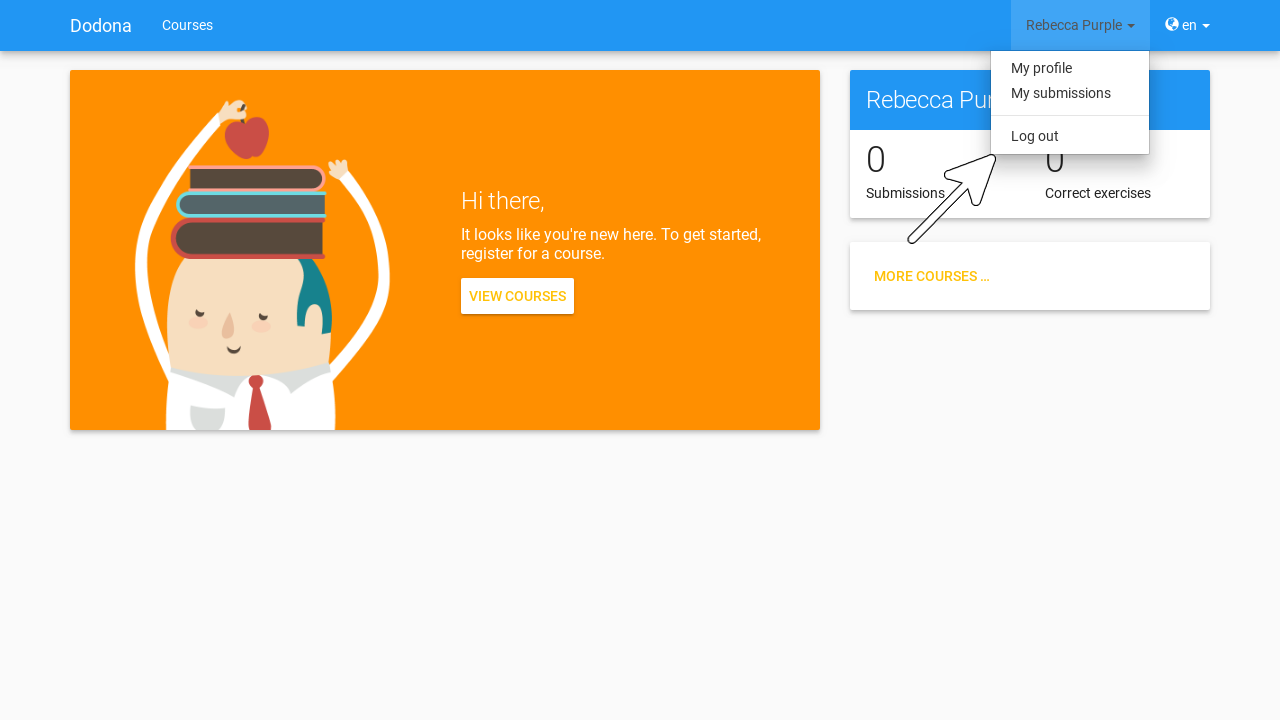 Dodona
Courses
Rebecca Purple
en
My profile
My submissions
Log out
Hi there,
It looks like you're new here. To get started,
register for a course.
VIEW COURSES
Rebecca Pur
0
Submissions
0
Correct exercises
MORE COURSES ...